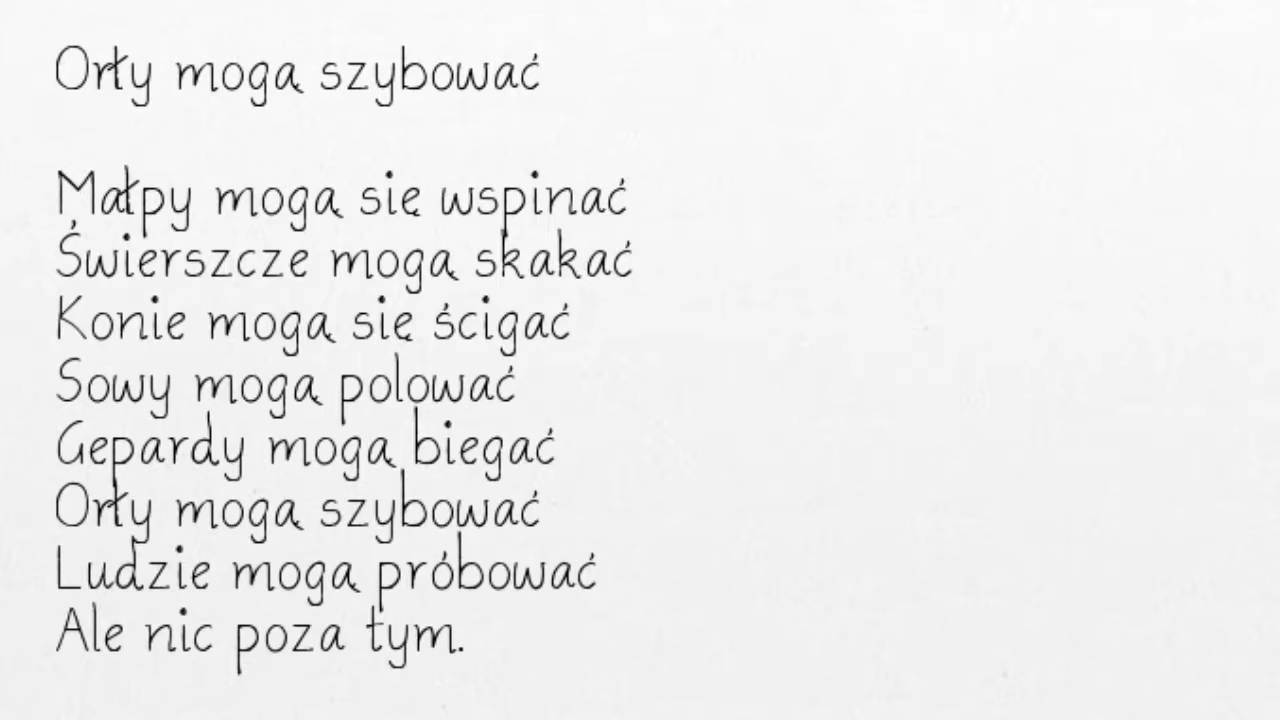 Orły mogą szybować
Małpy mogą się wspinać
Świerszcze mogą skakać
Konie mogą się ścigać
Sowy mogą polować
Gepardy mogą biegać
Orły mogą szybować
Ludzie mogą próbować
Ale nic poza tym.